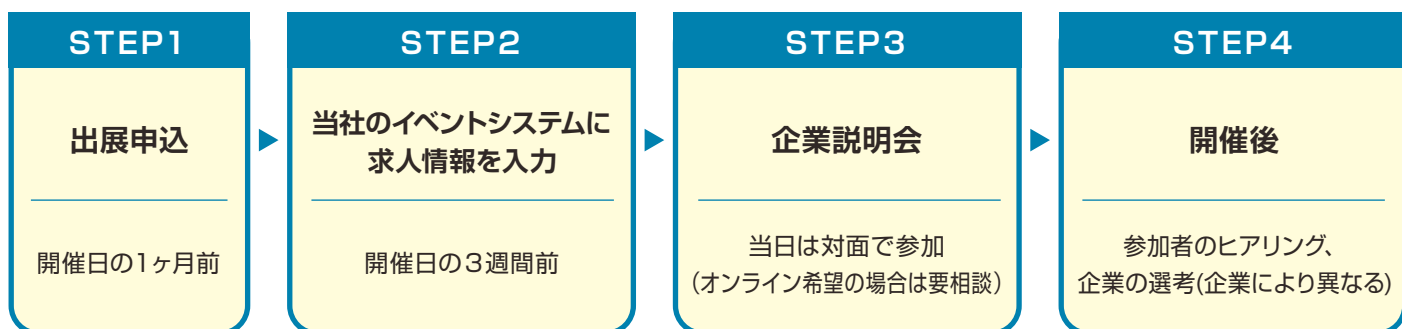 STEP1
出展申込
開催日の1ヶ月前
STEP2
当社のイベントシステムに
求人情報を入力
開催日の3週間前
STEP3
企業説明会
当日は対面で参加
(オンライン希望の場合は要相談)
STEP4
開催後
参加者のヒアリング、
企業の選考(企業により異なる)